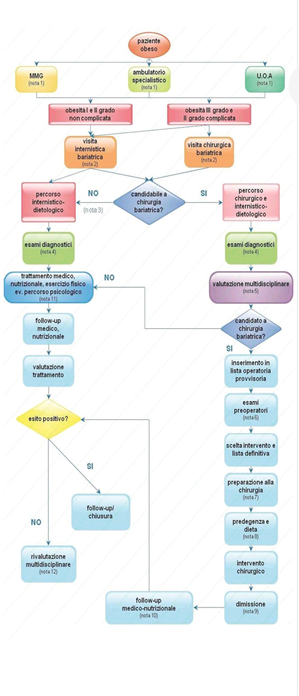 paziente
obeso
MMG
(nota 1)
ambulatorio
specialistico
(nota 1)
U.O.A
(nota 1)
obesità I e II grado
non complicata
obesità III grado e
II grado complicata
visita
internistica
bariatrica
(nota 2)
visita chirurgica
bariatrica
(nota 2)
percorso
internistico-
dietologico
NO
(nota 3)
candidabile a
chirurgia
bariatrica?
SI
percorso
chirurgico e
internistico-
dietologico
esami diagnostici
(nota 4)
esami diagnostici
(nota 4)
trattamento medico,
nutrizionale, esercizio fisico
ev. percorso psicologico
(nota 11)
NO
valutazione multidisciplinare
(nota 5)
follow-up
medico,
nutrizionale
candidato a
chirurgia
bariatrica?
SI
valutazione
trattamento
inserimento in
lista operatoria
provvisoria
esito positivo?
esami
preoperatori
(nota 6)
scelta intervento e
lista definitiva
SI
preparazione alla
chirurgia
(nota 7)
follow-up/
chiusura
NO
predegenza e
dieta
(nota 8)
rivalutazione
multidisciplinare
(nota 12)
intervento
chirurgico
follow-up
medico-nutrizionale
(nota 10)
dimissione
(nota 9)